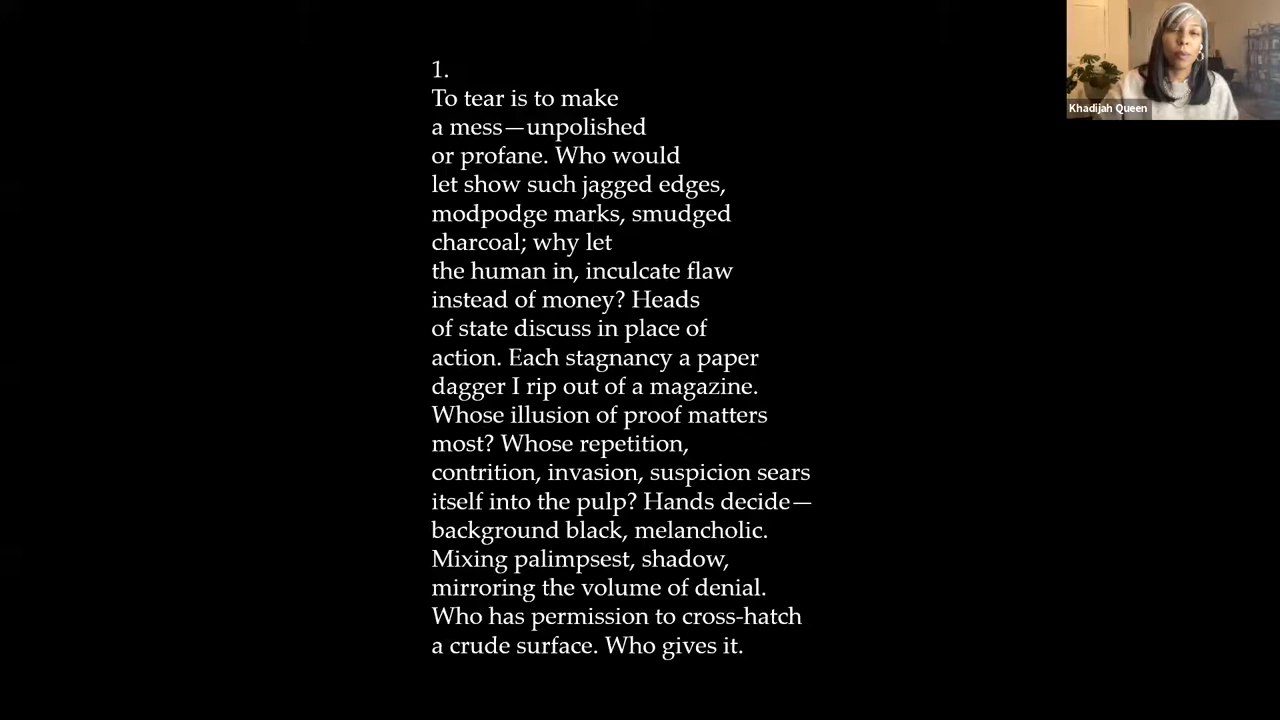 1.
To tear is to make
a mess—unpolished
or profane. Who would
let show such jagged edges,
modpodge marks, smudged
charcoal; why let
the human in, inculcate flaw
instead of money? Heads
of state discuss in place of
action. Each stagnancy a paper
dagger I rip out of a magazine.
Whose illusion of proof matters
most? Whose repetition,
contrition, invasion, suspicion sears
itself into the pulp? Hands decide—
background black, melancholic.
Mixing palimpsest, shadow,
mirroring the volume of denial.
Who has permission to cross-hatch
a crude surface. Who gives it.
Khadijah Queen